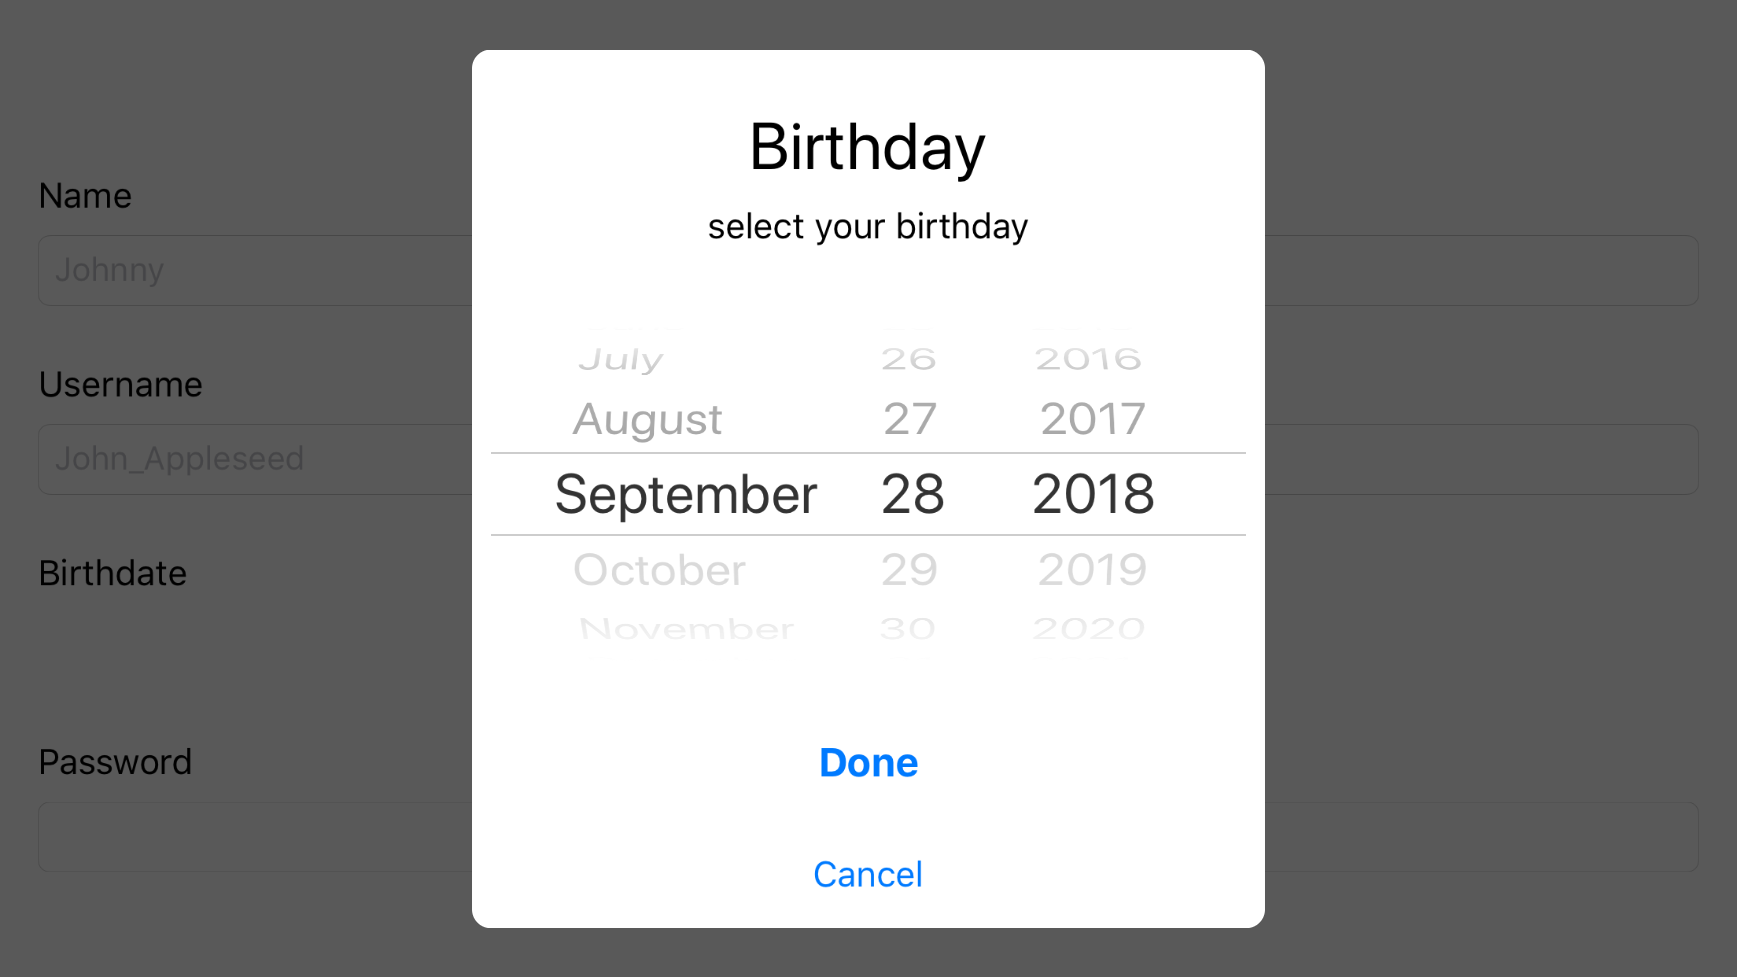 Birthday
select your birthday
Name
Johnny
Username
John_Appleseed
Birthdate
Password
July 26 2016
August 27 2017
September 28 2018
October 29 2019
November 30 2020
Done
Cancel